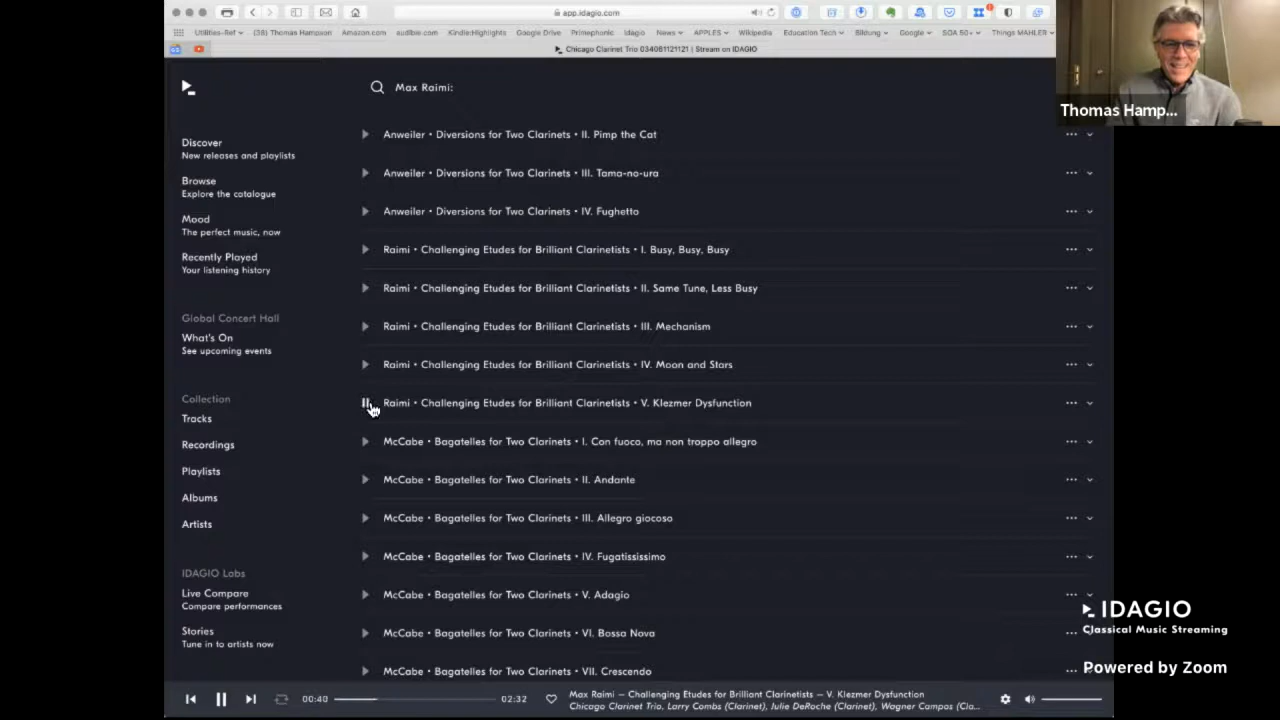 app.idagio.com
Utilities-Ref
(38) Thomas Hampson
Amazon.com
audible.com
Kindle:Highlights
Google Drive
Primephonic
Idagio
News
APPLES
Wikipedia
Education Tech
Bildung
Google
SOA 50+
Things MAHLER
Chicago Clarinet Trio 034061121121 | Stream on IDAGIO
Thomas Hamp...
Max Raimi:
Discover
New releases and playlists
Browse
Explore the catalogue
Mood
The perfect music, now
Recently Played
Your listening history
Global Concert Hall
What's On
See upcoming events
Collection
Tracks
Recordings
Playlists
Albums
Artists
IDAGIO Labs
Live Compare
Compare performances
Stories
Tune in to artists now
Anweiler • Diversions for Two Clarinets • II. Pimp the Cat
Anweiler • Diversions for Two Clarinets • III. Tama-no-ura
Anweiler • Diversions for Two Clarinets • IV. Fughetto
Raimi • Challenging Etudes for Brilliant Clarinetists • I. Busy, Busy, Busy
Raimi • Challenging Etudes for Brilliant Clarinetists • II. Same Tune, Less Busy
Raimi • Challenging Etudes for Brilliant Clarinetists • III. Mechanism
Raimi • Challenging Etudes for Brilliant Clarinetists • IV. Moon and Stars
Raimi • Challenging Etudes for Brilliant Clarinetists • V. Klezmer Dysfunction
McCabe • Bagatelles for Two Clarinets • I. Con fuoco, ma non troppo allegro
McCabe • Bagatelles for Two Clarinets • II. Andante
McCabe • Bagatelles for Two Clarinets • III. Allegro giocoso
McCabe • Bagatelles for Two Clarinets • IV. Fugatississimo
McCabe • Bagatelles for Two Clarinets • V. Adagio
McCabe • Bagatelles for Two Clarinets • VI. Bossa Nova
McCabe • Bagatelles for Two Clarinets • VII. Crescendo
IDAGIO
Classical Music Streaming
Powered by Zoom
00:40
02:32
Max Raimi – Challenging Etudes for Brilliant Clarinetists – V. Klezmer Dysfunction
Chicago Clarinet Trio, Larry Combs (Clarinet), Julie DeRoche (Clarinet), Wagner Campos (Cla...